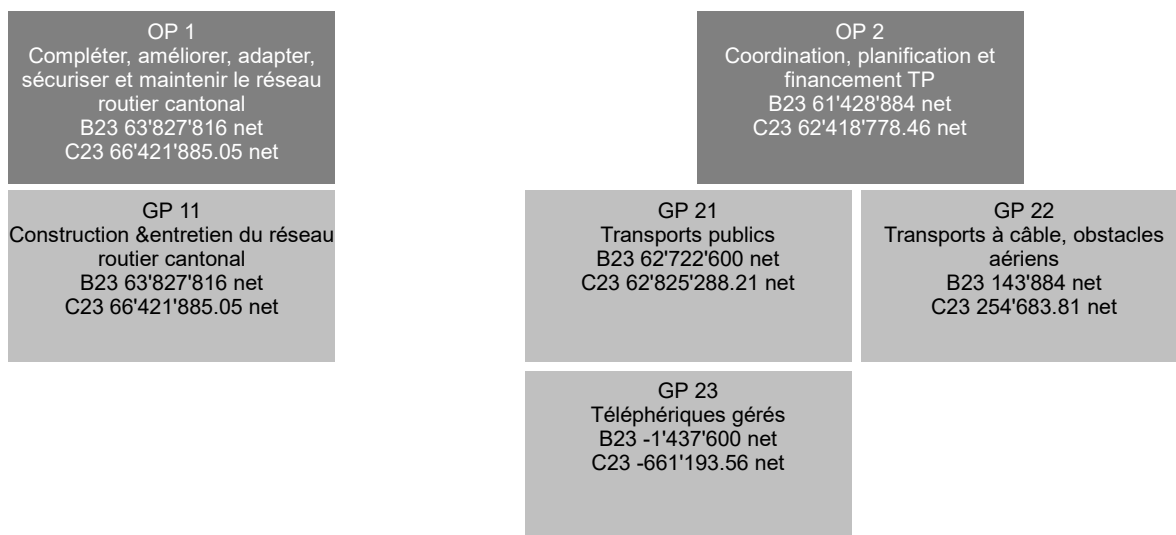 OP 1
Compléter, améliorer, adapter,
sécuriser et maintenir le réseau
routier cantonal
B23 63'827'816 net
C23 66'421'885.05 net
OP 2
Coordination, planification et
financement TP
B23 61'428'884 net
C23 62'418'778.46 net
GP 11
Construction &entretien du réseau
routier cantonal
B23 63'827'816 net
C23 66'421'885.05 net
GP 21
Transports publics
B23 62'722'600 net
C23 62'825'288.21 net
GP 22
Transports à câble, obstacles
aériens
B23 143'884 net
C23 254'683.81 net
GP 23
Téléphériques gérés
B23 -1'437'600 net
C23 -661'193.56 net